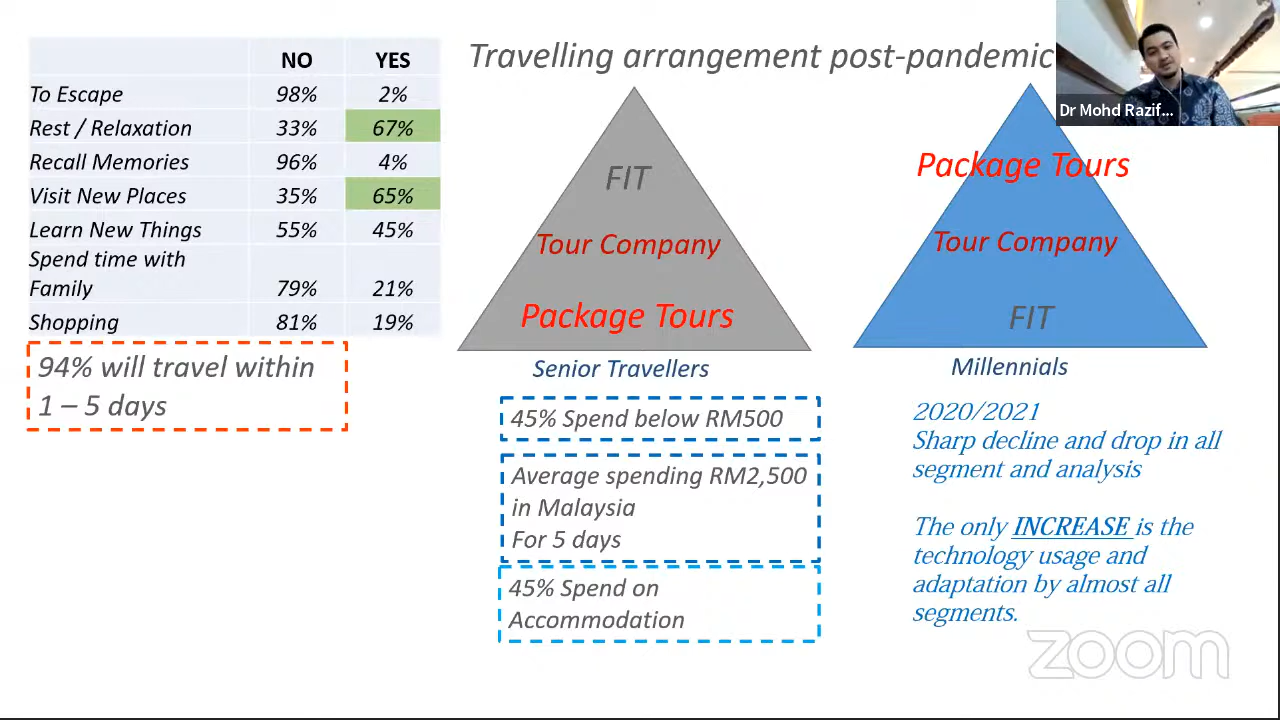 Travelling arrangement post-pandemic
Dr Mohd Razif...
NO YES
To Escape 98% 2%
Rest / Relaxation 33% 67%
Recall Memories 96% 4%
Visit New Places 35% 65%
Learn New Things 55% 45%
Spend time with
Family 79% 21%
Shopping 81% 19%
94% will travel within
1 – 5 days
FIT
Tour Company
Package Tours
Senior Travellers
45% Spend below RM500
Average spending RM2,500
in Malaysia
For 5 days
45% Spend on
Accommodation
Package Tours
Tour Company
FIT
Millennials
2020/2021
Sharp decline and drop in all
segment and analysis
The only INCREASE is the
technology usage and
adaptation by almost all
segments.
zoom